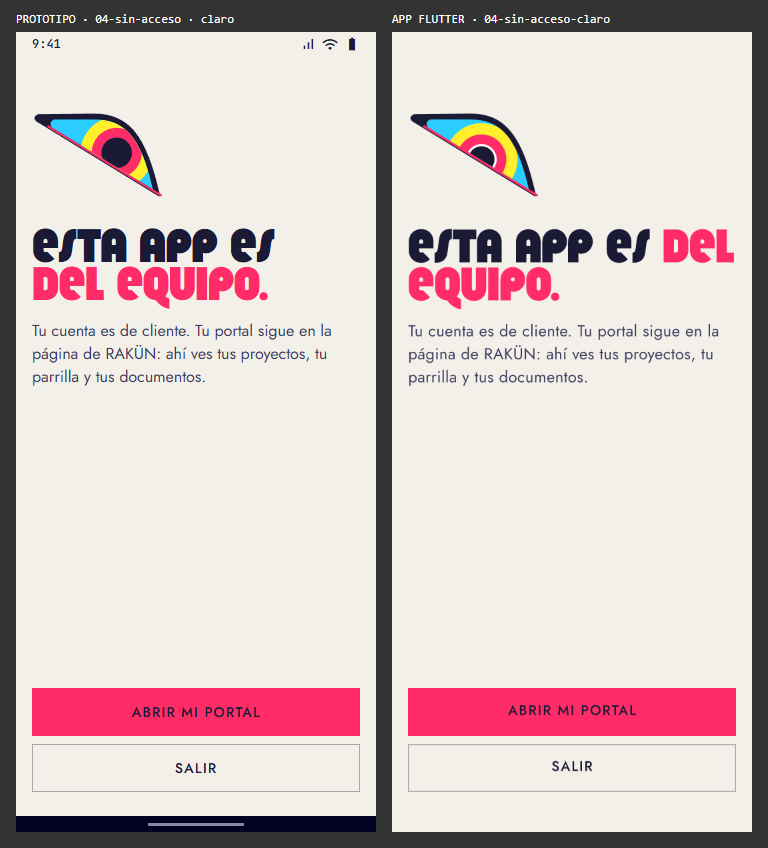 PROTOTIPO · 04-sin-acceso · claro
9:41
esTA APP es
DeL eQUIPO.
Tu cuenta es de cliente. Tu portal sigue en la
página de RAKÜN: ahí ves tus proyectos, tu
parrilla y tus documentos.
ABRIR MI PORTAL
SALIR
APP FLUTTER · 04-sin-acceso-claro
esTA APP es DeL
eQUIPO.
Tu cuenta es de cliente. Tu portal sigue en la
página de RAKÜN: ahí ves tus proyectos, tu
parrilla y tus documentos.
ABRIR MI PORTAL
SALIR